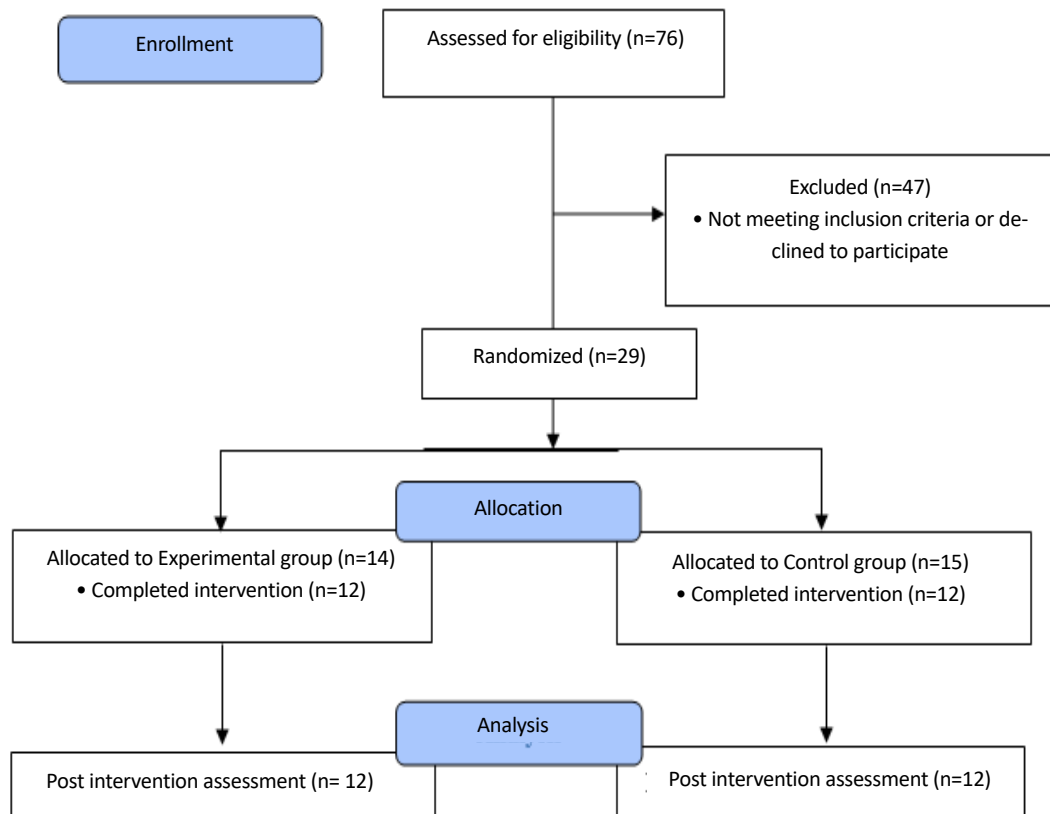 Enrollment
Assessed for eligibility (n=76)
Excluded (n=47)
• Not meeting inclusion criteria or de-
clined to participate
Randomized (n=29)
Allocation
Allocated to Experimental group (n=14)
• Completed intervention (n=12)
Allocated to Control group (n=15)
• Completed intervention (n=12)
Analysis
Post intervention assessment (n= 12)
Post intervention assessment (n=12)